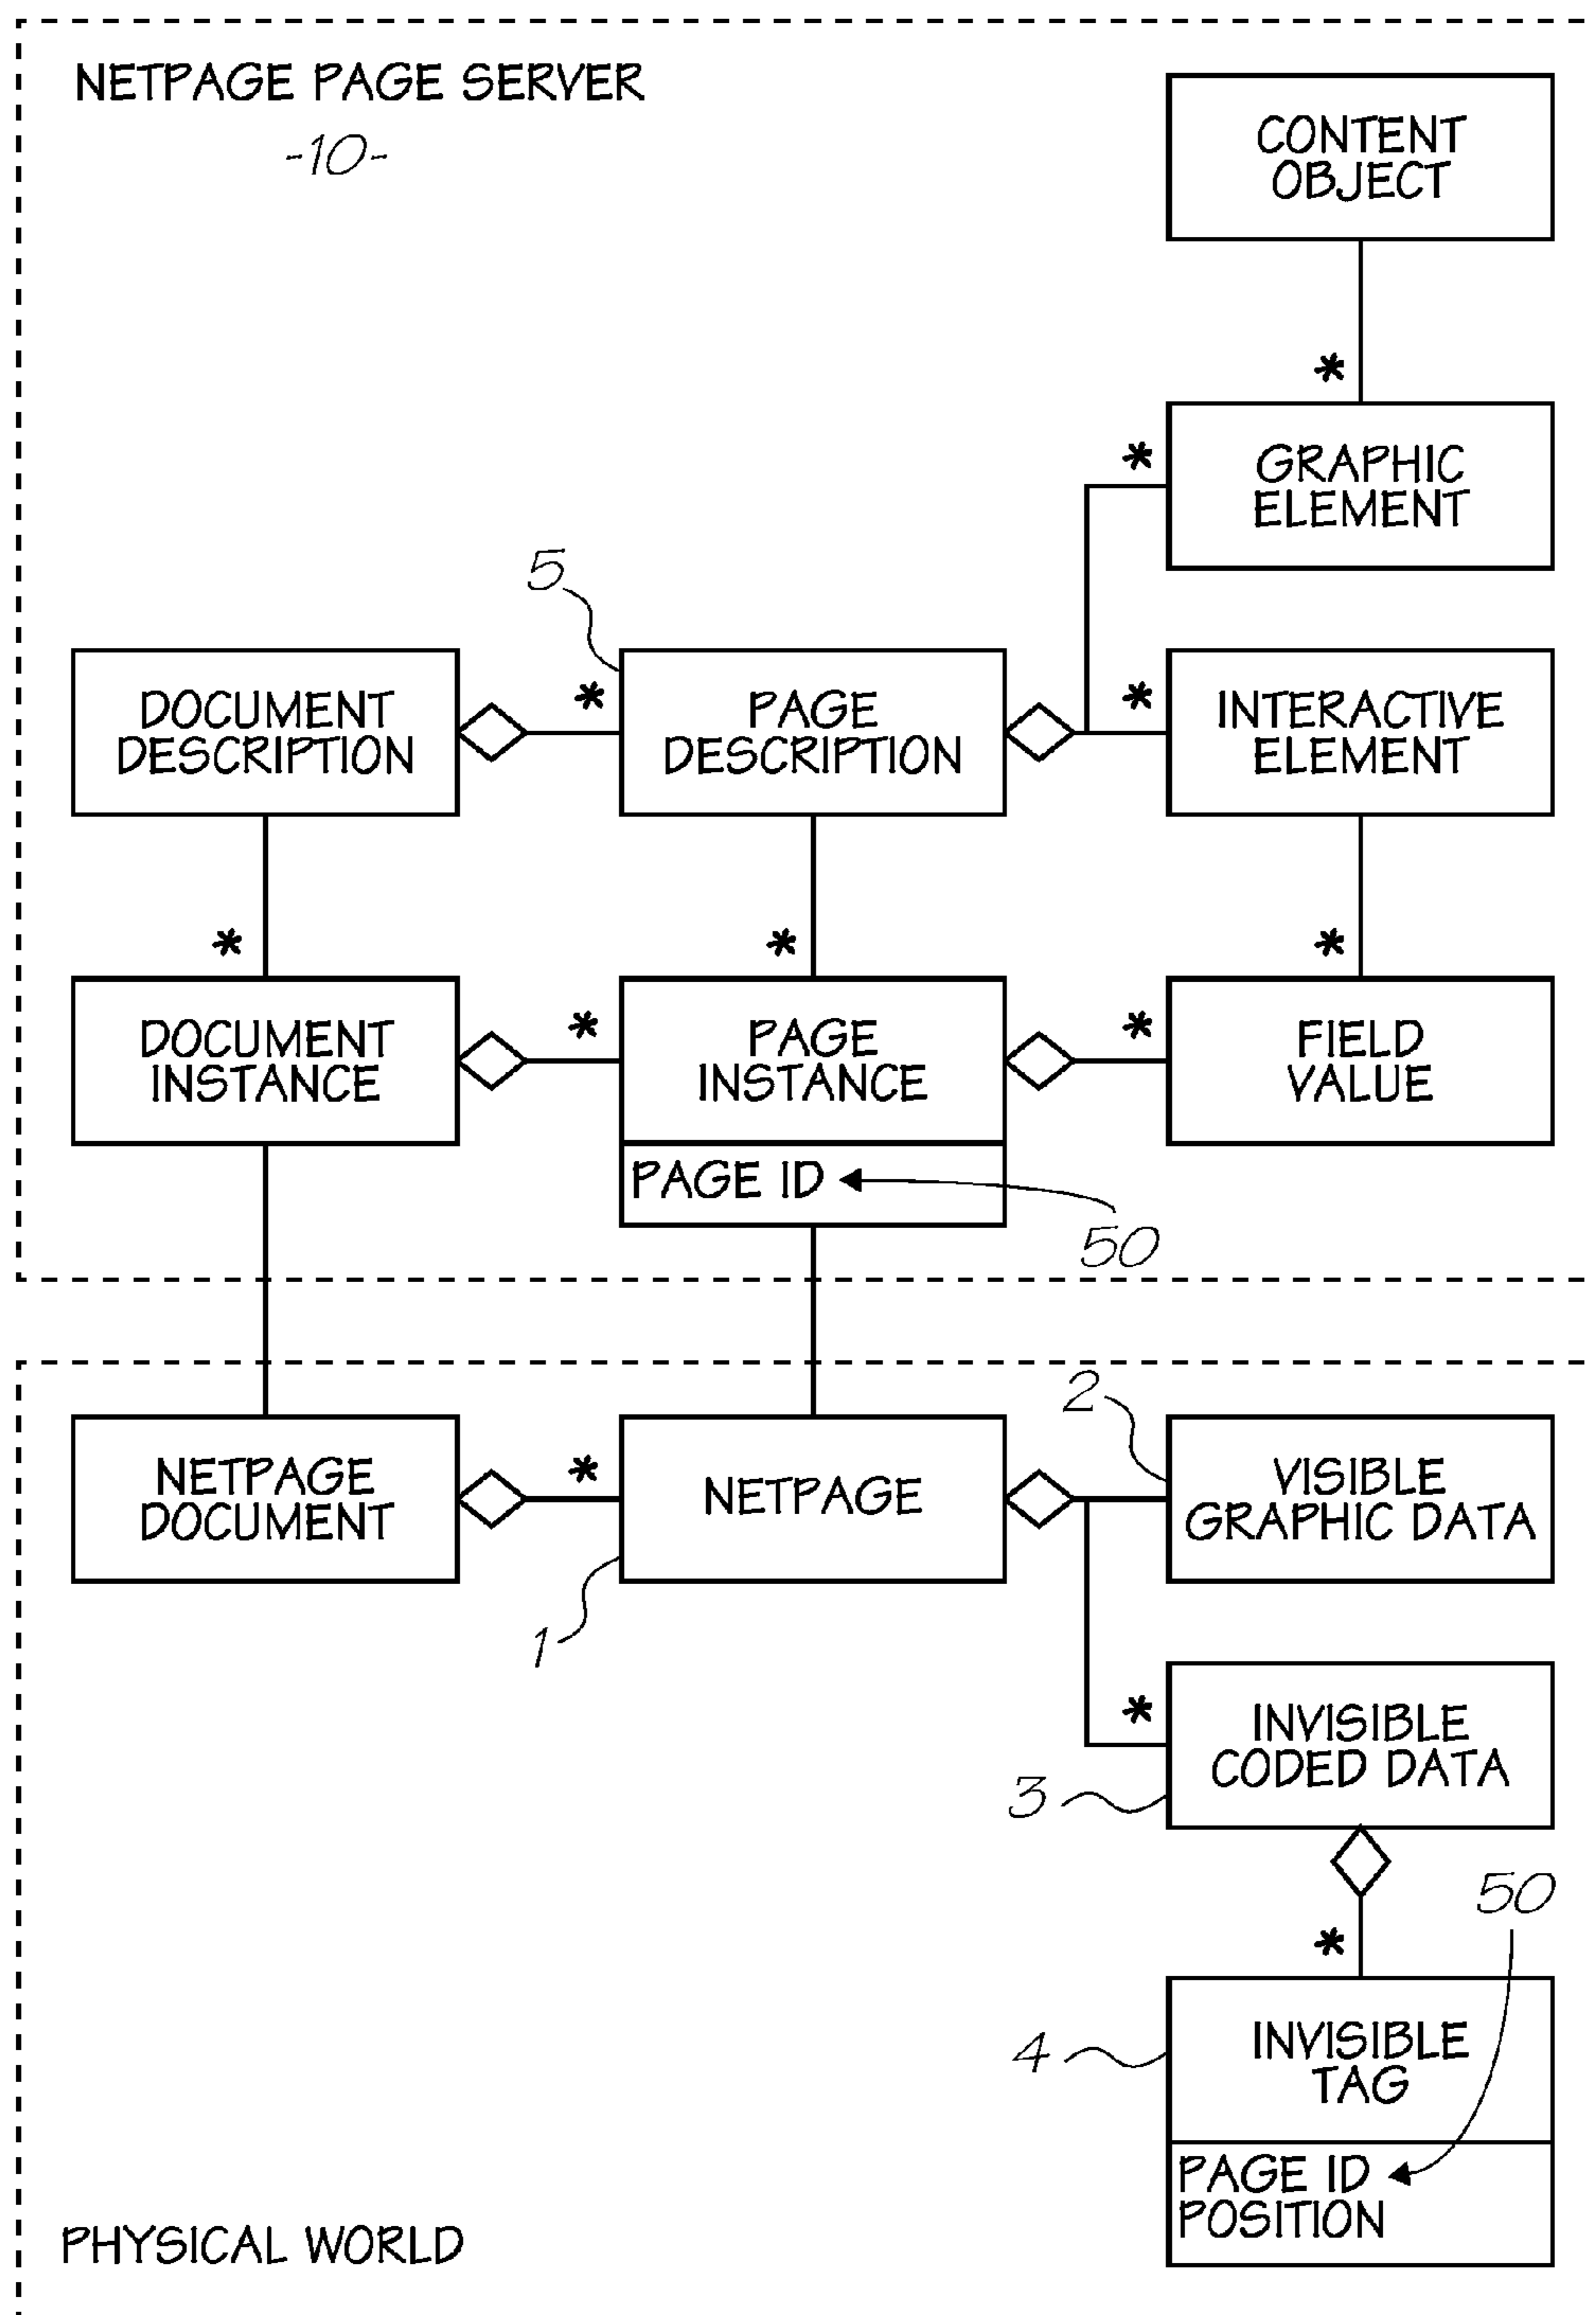 NETPAGE PAGE SERVER
-10-
CONTENT
OBJECT
*
*
GRAPHIC
ELEMENT
5
DOCUMENT
DESCRIPTION
*
PAGE
DESCRIPTION
*
INTERACTIVE
ELEMENT
*
*
*
DOCUMENT
INSTANCE
*
PAGE
INSTANCE
*
FIELD
VALUE
PAGE ID
50
NETPAGE
DOCUMENT
*
NETPAGE
1
2
VISIBLE
GRAPHIC DATA
*
INVISIBLE
CODED DATA
3
50
*
4
INVISIBLE
TAG
PAGE ID
POSITION
PHYSICAL WORLD